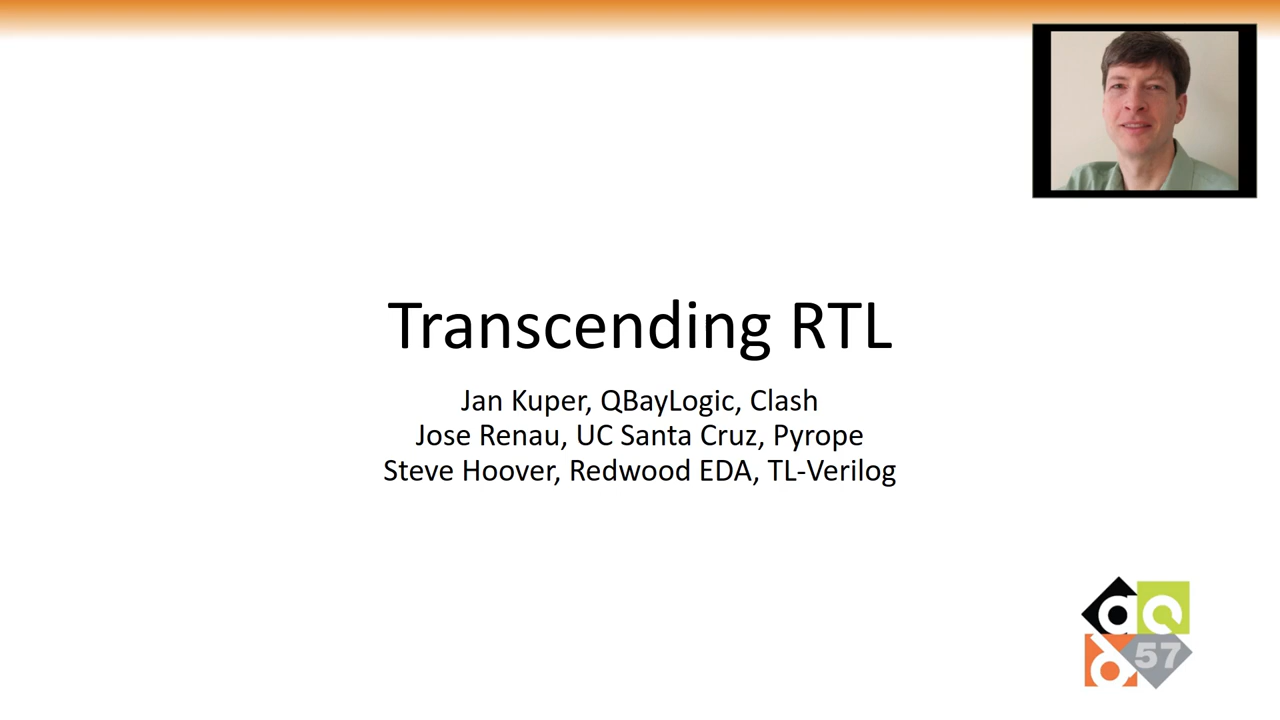 Transcending RTL
Jan Kuper, QBayLogic, Clash
Jose Renau, UC Santa Cruz, Pyrope
Steve Hoover, Redwood EDA, TL-Verilog
57